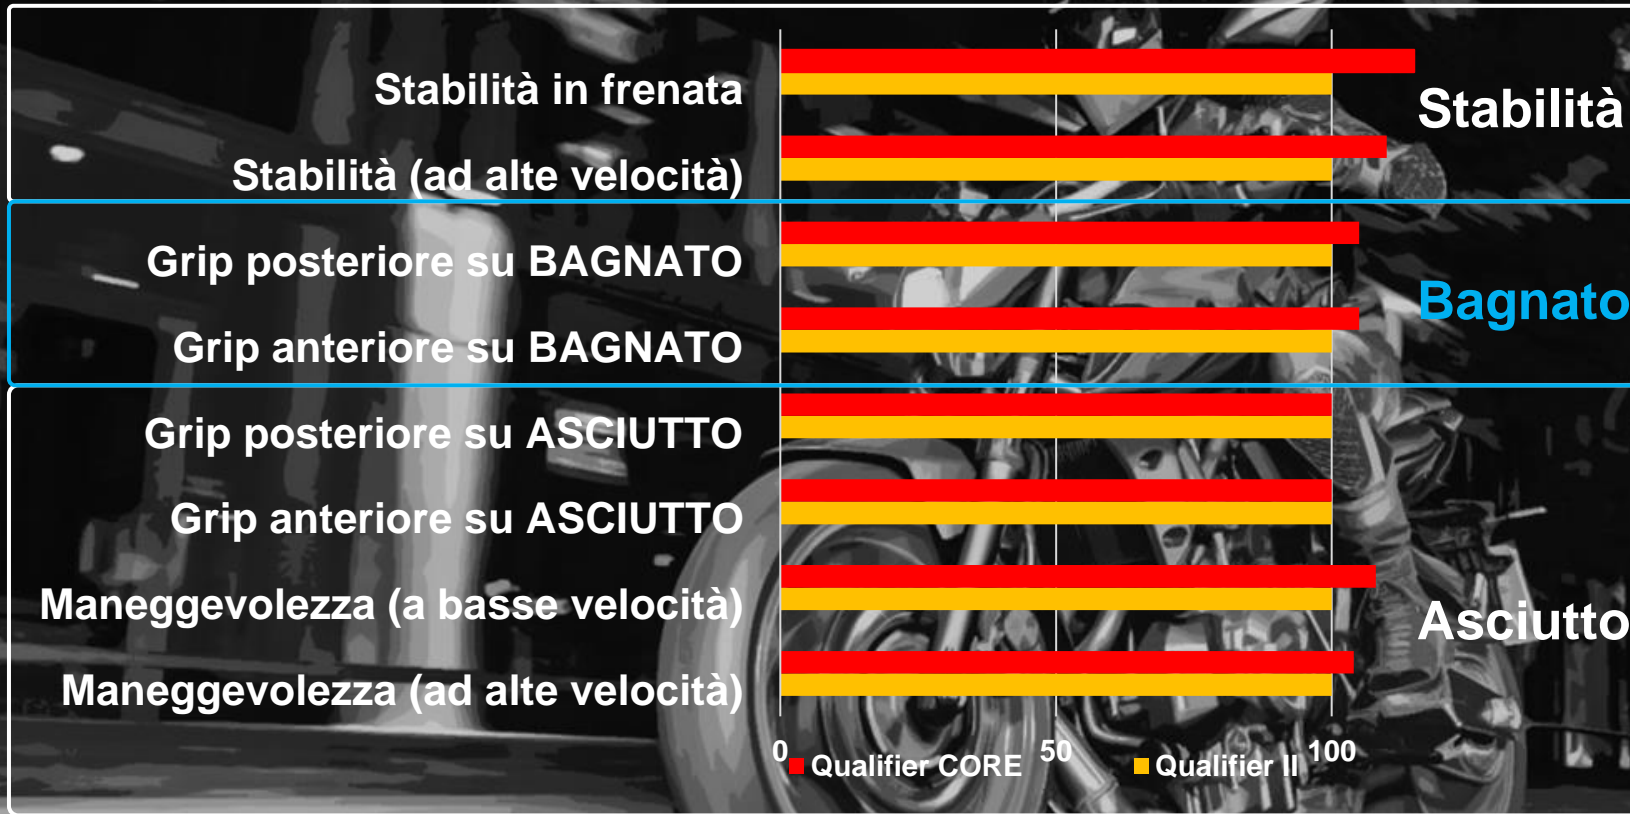 Stabilità in frenata
Stabilità (ad alte velocità)
Stabilità
Grip posteriore su BAGNATO
Grip anteriore su BAGNATO
Bagnato
Grip posteriore su ASCIUTTO
Grip anteriore su ASCIUTTO
Maneggevolezza (a basse velocità)
Maneggevolezza (ad alte velocità)
Asciutto
0 50 100
Qualifier CORE Qualifier II